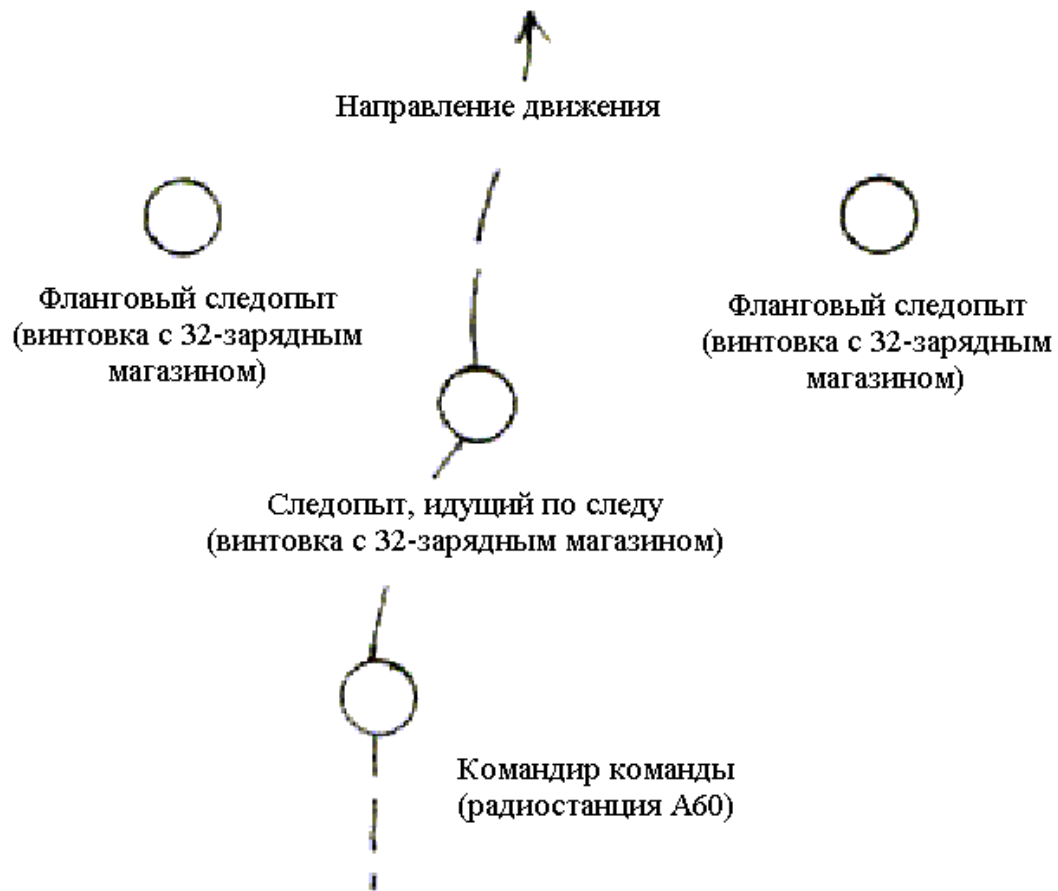 Направление движения
Фланговый следопыт
(винтовка с 32-зарядным
магазином)
Фланговый следопыт
(винтовка с 32-зарядным
магазином)
Следопыт, идущий по следу
(винтовка с 32-зарядным магазином)
Командир команды
(радиостанция А60)